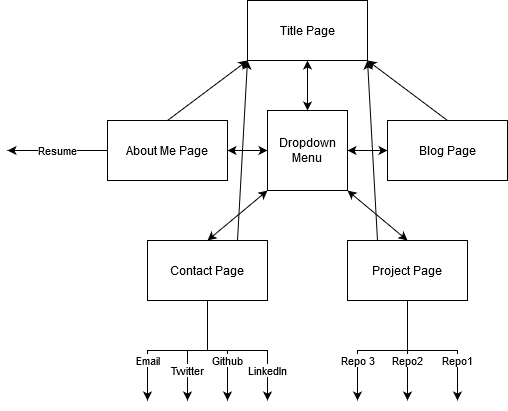 Title Page
Dropdown
Menu
Resume
About Me Page
Blog Page
Contact Page
Project Page
Email
Twitter
Github
LinkedIn
Repo 3
Repo2
Repo1